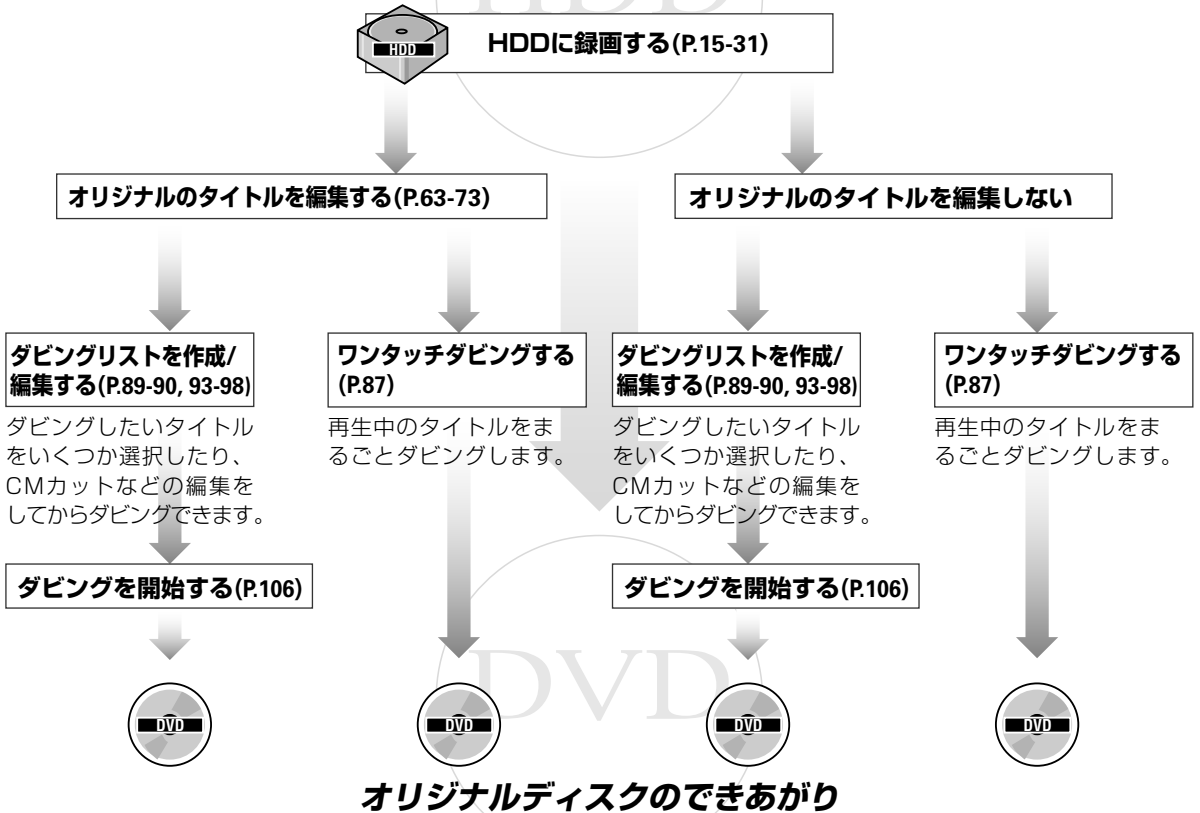 HDD
HDD
HDDに録画する(P.15-31)
オリジナルのタイトルを編集する(P.63-73)
オリジナルのタイトルを編集しない
ダビングリストを作成/
編集する(P.89-90, 93-98)
ダビングしたいタイトル
をいくつか選択したり、
CMカットなどの編集を
してからダビングできます。
ワンタッチダビングする
(P.87)
再生中のタイトルをま
るごとダビングします。
ダビングリストを作成/
編集する(P.89-90, 93-98)
ダビングしたいタイトル
をいくつか選択したり、
CMカットなどの編集を
してからダビングできます。
ワンタッチダビングする
(P.87)
再生中のタイトルをま
るごとダビングします。
ダビングを開始する(P.106)
ダビングを開始する(P.106)
DVD
DVD
DVD
DVD
DVD
オリジナルディスクのできあがり